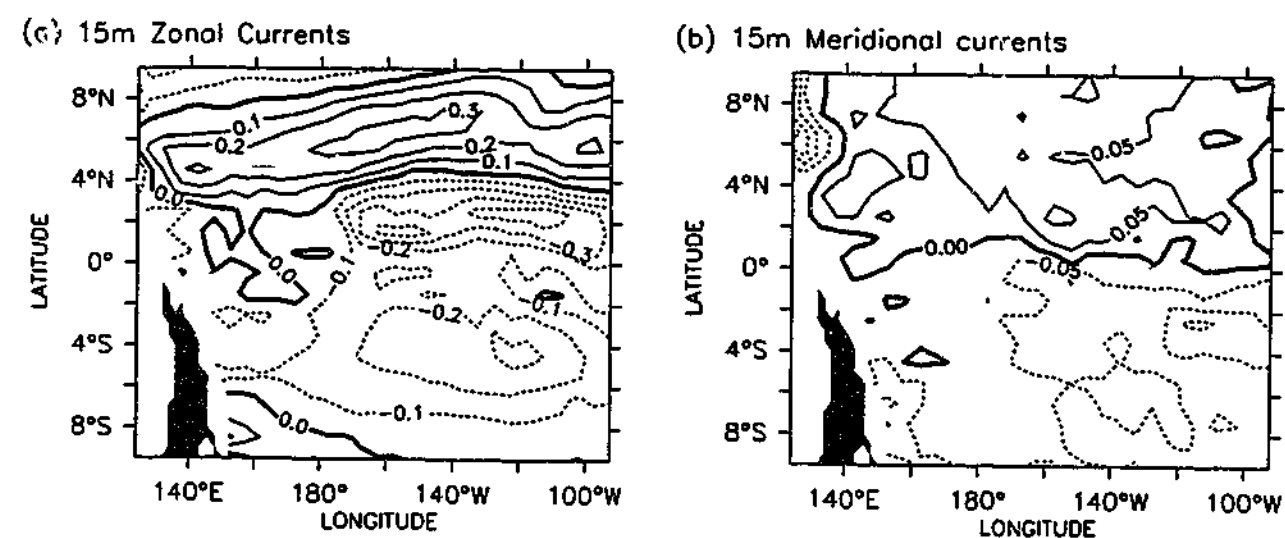 (a) 15m Zonal Currents
8°N
4°N
0°
4°S
8°S
LATITUDE
0.1
0.2
0.3
0.2
0.1
0.0
-0.2
0.3
0.0
-0.1
-0.1
-0.2
-0.1
0.0
140°E
180°
140°W
100°W
LONGITUDE
(b) 15m Meridional currents
8°N
4°N
0°
4°S
8°S
LATITUDE
0.05
0.05
0.00
-0.05
140°E
180°
140°W
100°W
LONGITUDE